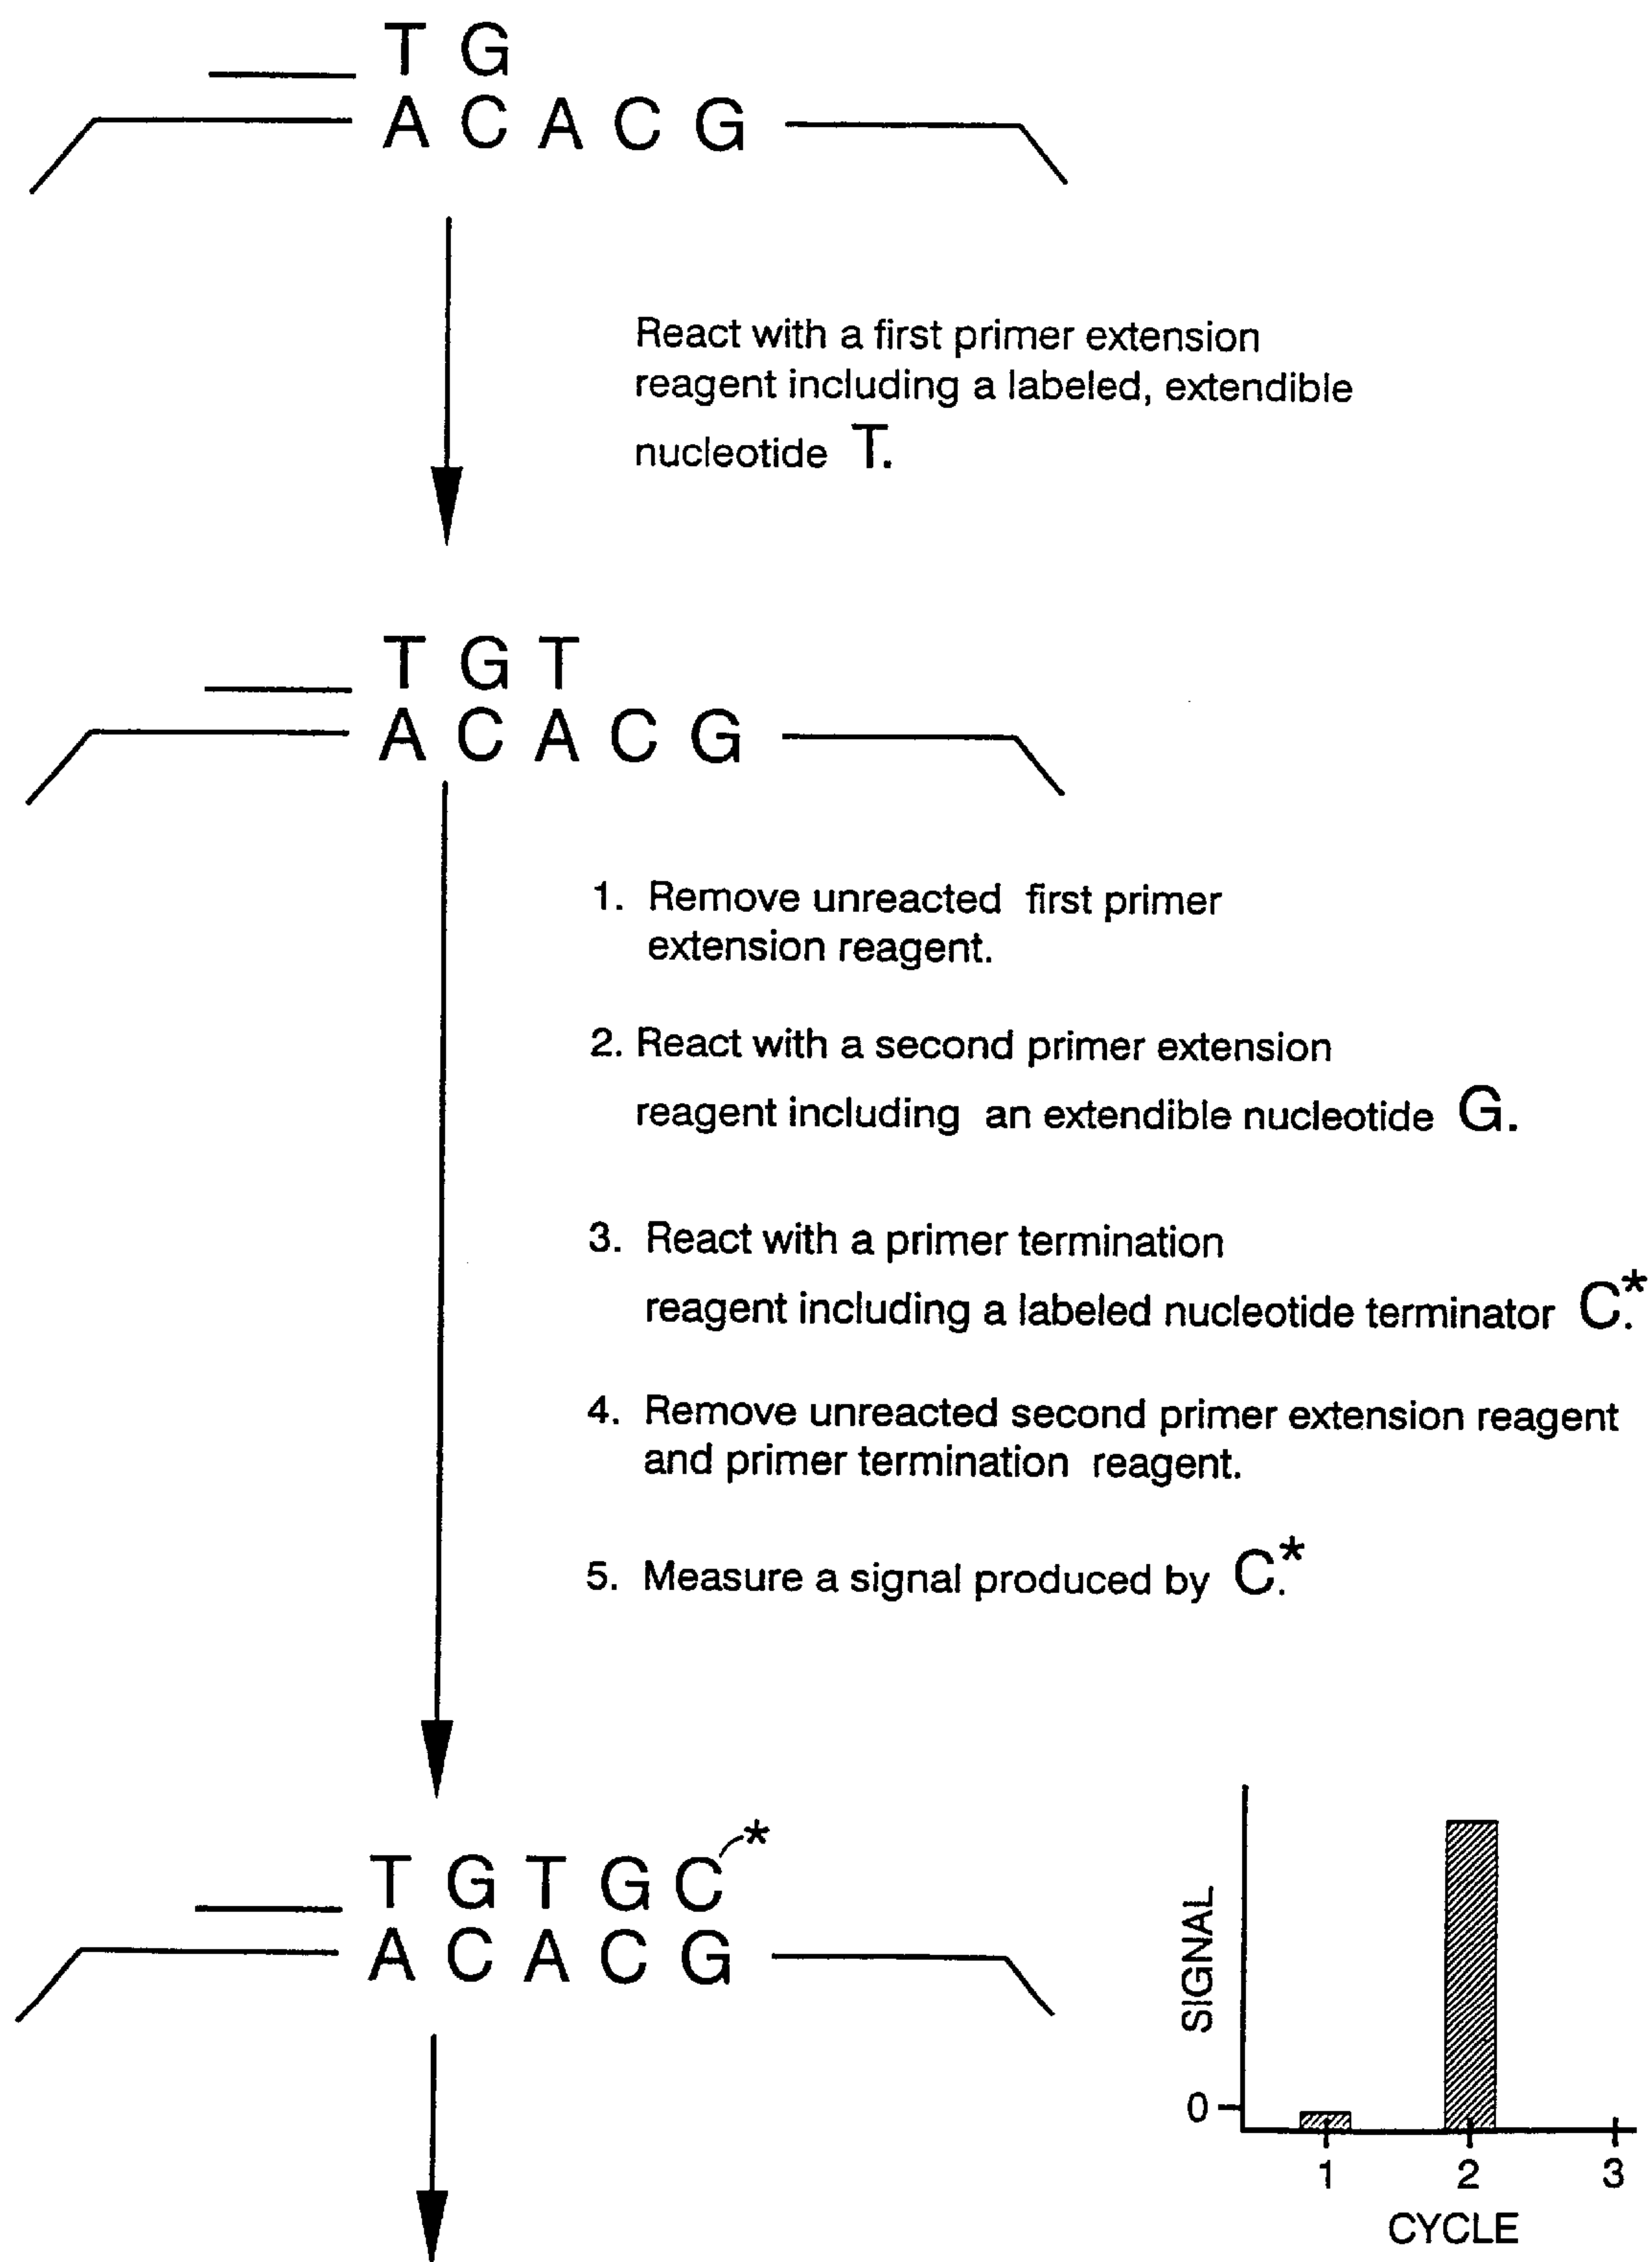 T G
A C A C G
React with a first primer extension
reagent including a labeled, extendible
nucleotide T.
T G T
A C A C G
1. Remove unreacted first primer
extension reagent.
2. React with a second primer extension
reagent including an extendible nucleotide G.
3. React with a primer termination
reagent including a labeled nucleotide terminator C.*
4. Remove unreacted second primer extension reagent
and primer termination reagent.
5. Measure a signal produced by C.*
T G T G C*
A C A C G
SIGNAL
0
1 2 3
CYCLE